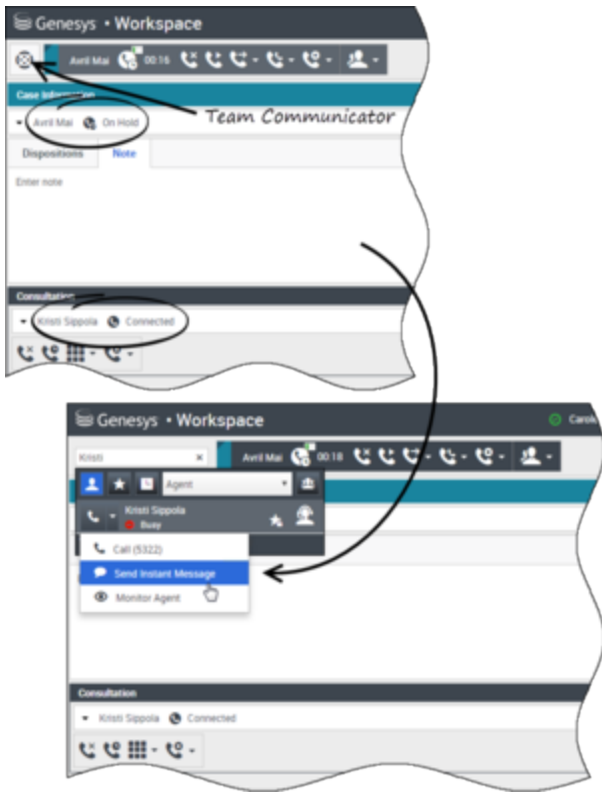 Genesys • Workspace
Avril Mai 00:16
Case Information
Team Communicator
Avril Mai On Hold
Dispositions Note
Enter note
Consultation
Kristi Sippola Connected
Genesys • Workspace
Kristi × Avril Mai 00:18
Agent
Kristi Sippola
Busy
Call (5322)
Send Instant Message
Monitor Agent
Consultation
Kristi Sippola Connected